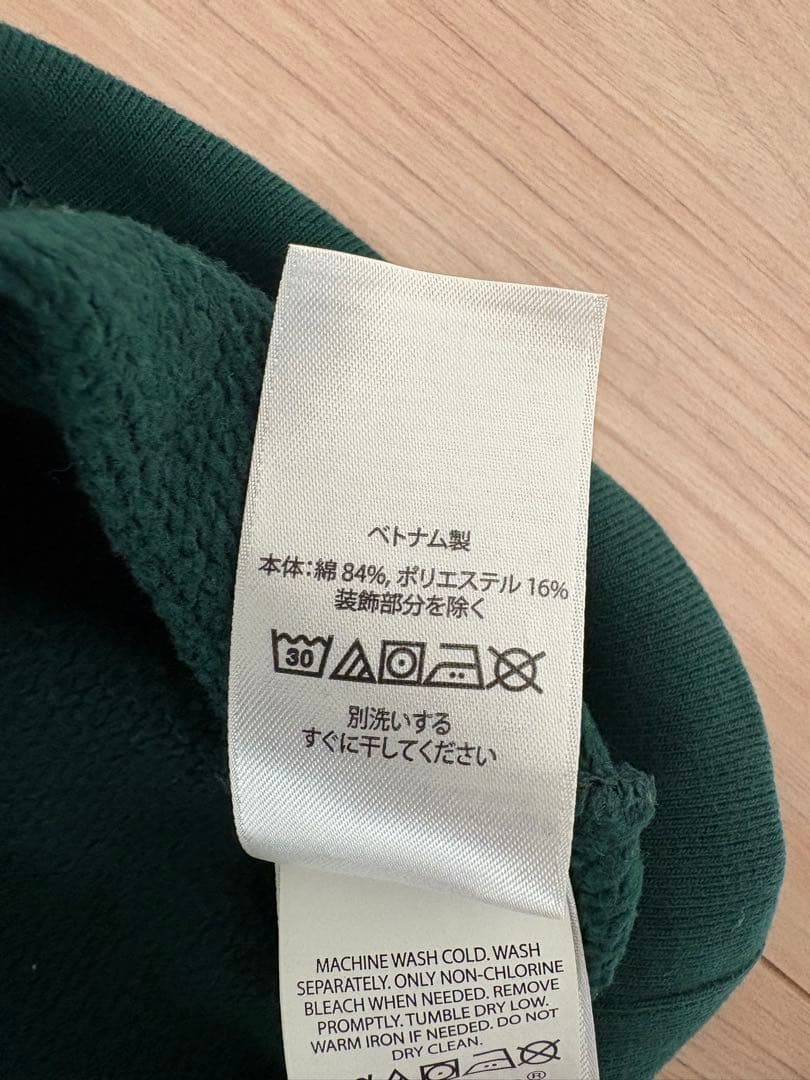 ベトナム製
本体：綿 84%, ポリエステル 16%
装飾部分を除く
30
別洗いする
すぐに干してください
MACHINE WASH COLD. WASH
SEPARATELY. ONLY NON-CHLORINE
BLEACH WHEN NEEDED. REMOVE
PROMPTLY. TUMBLE DRY LOW.
WARM IRON IF NEEDED. DO NOT
DRY CLEAN.
®